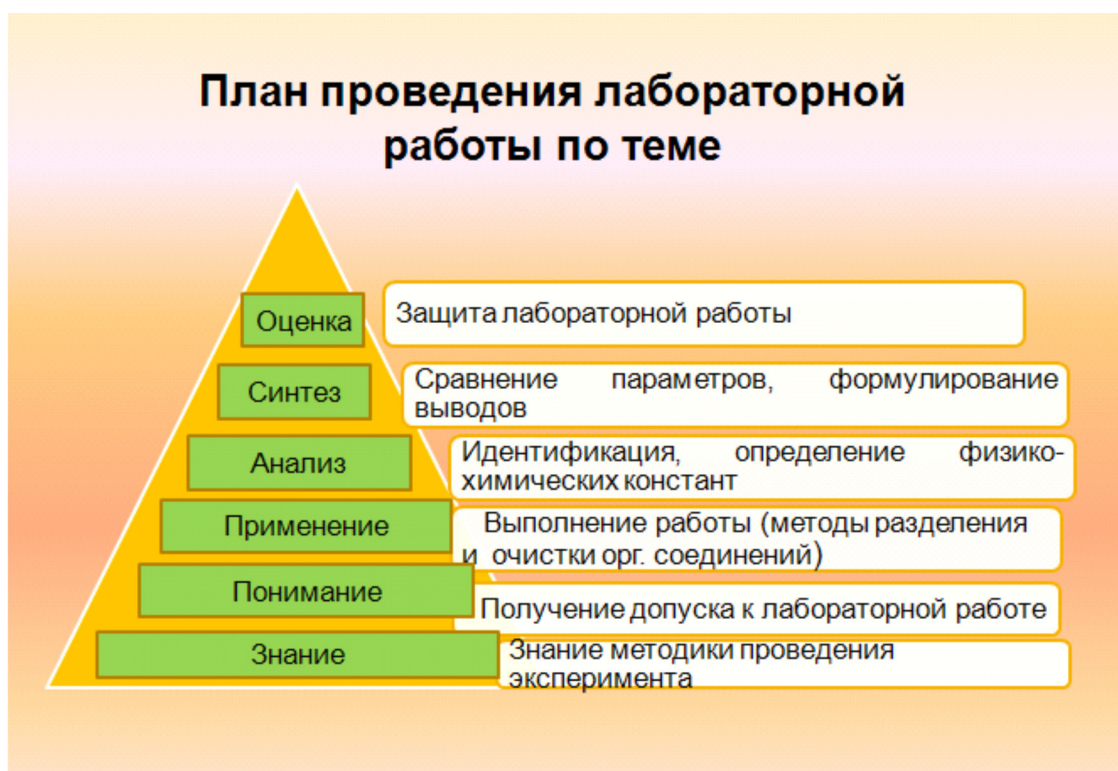 План проведения лабораторной
работы по теме
Оценка
Защита лабораторной работы
Синтез
Сравнение параметров, формулирование
выводов
Анализ
Идентификация, определение физико-
химических констант
Применение
Выполнение работы (методы разделения
и очистки орг. соединений)
Понимание
Получение допуска к лабораторной работе
Знание
Знание методики проведения
эксперимента